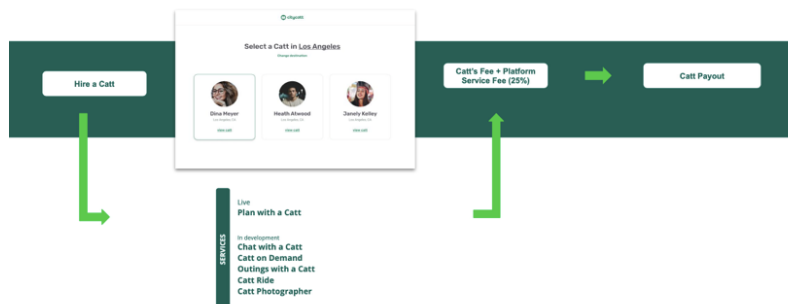 citycatt
Select a Catt in Los Angeles
Change destination
Hire a Catt
Dina Meyer
Los Angeles, CA
View catt
Heath Atwood
Los Angeles, CA
View catt
Janely Kelley
Los Angeles, CA
View catt
Catt's Fee + Platform
Service Fee (25%)
Catt Payout
SERVICES
Live
Plan with a Catt
In development
Chat with a Catt
Catt on Demand
Outings with a Catt
Catt Ride
Catt Photographer